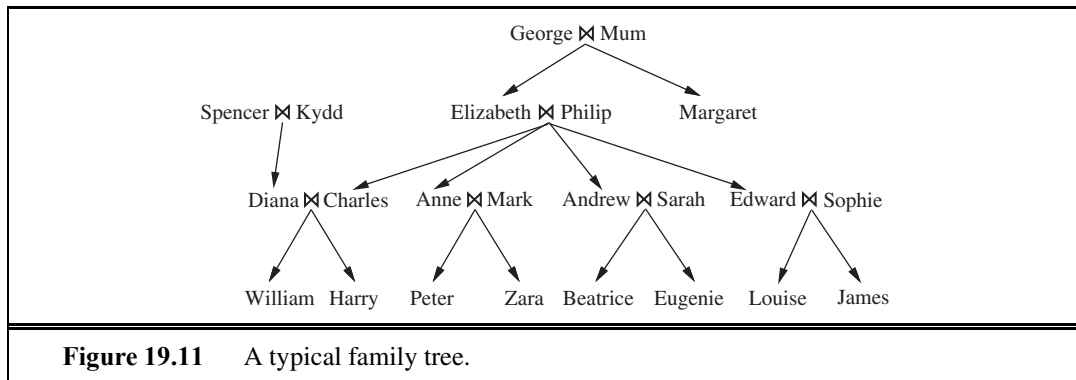 George ⋈ Mum
Spencer ⋈ Kydd Elizabeth ⋈ Philip Margaret
Diana ⋈ Charles Anne ⋈ Mark Andrew ⋈ Sarah Edward ⋈ Sophie
William Harry Peter Zara Beatrice Eugenie Louise James
Figure 19.11 A typical family tree.